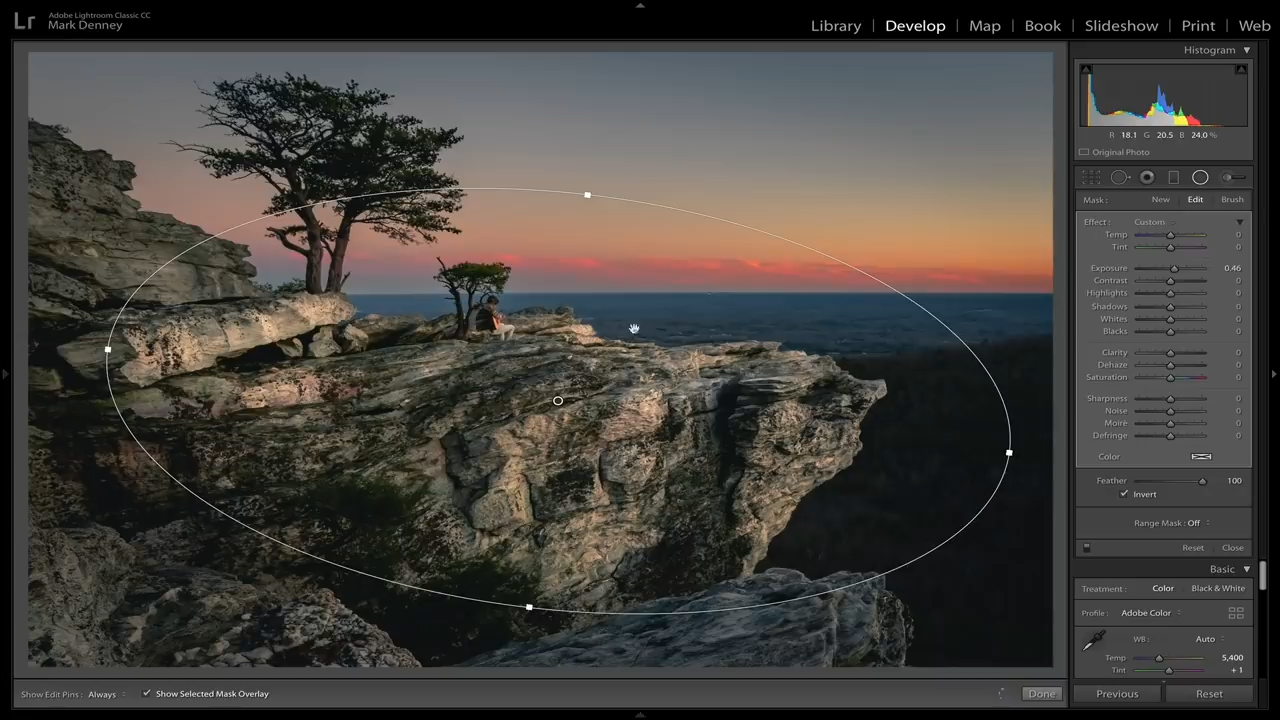 Lr
Adobe Lightroom Classic CC
Mark Denney
Library | Develop | Map | Book | Slideshow | Print | Web
Histogram
R 18.1 G 20.5 B 24.0 %
Original Photo
Mask : New Edit Brush
Effect : Custom
Temp 0
Tint 0
Exposure 0.46
Contrast 0
Highlights 0
Shadows 0
Whites 0
Blacks 0
Clarity 0
Dehaze 0
Saturation 0
Sharpness 0
Noise 0
Moiré 0
Defringe 0
Color
Feather 100
Invert
Range Mask : Off
Reset Close
Basic
Treatment : Color Black & White
Profile : Adobe Color
WB : Auto
Temp 5,400
Tint + 1
Show Edit Pins : Always Show Selected Mask Overlay Done
Previous Reset